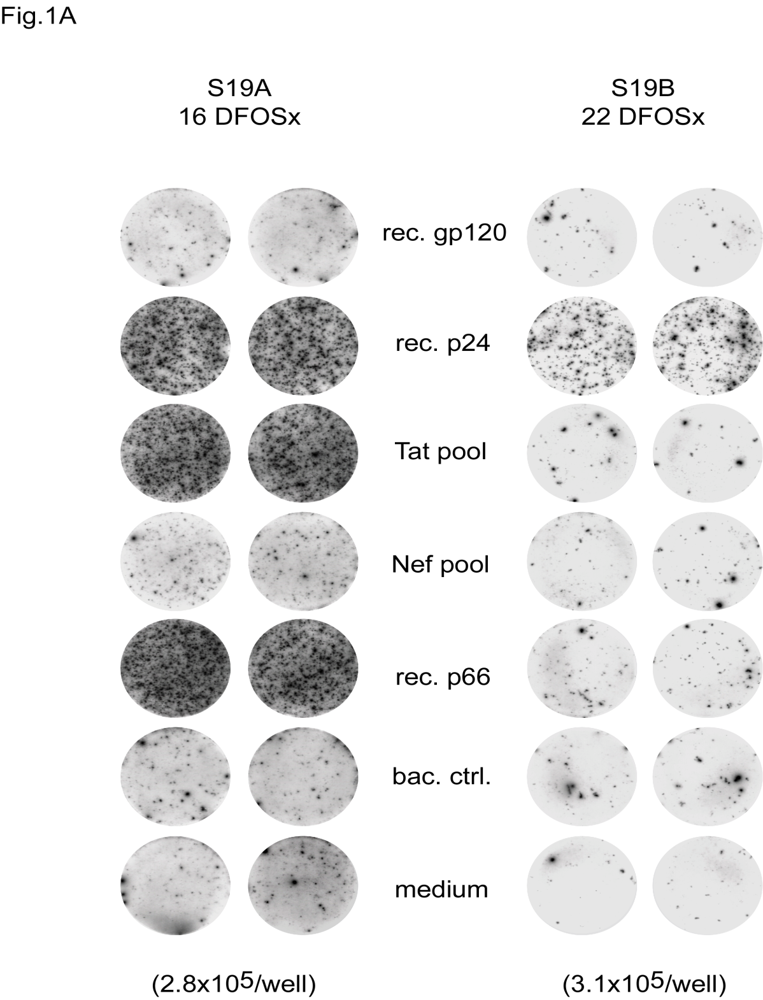 Fig.1A
S19A
16 DFOSx
S19B
22 DFOSx
rec. gp120
rec. p24
Tat pool
Nef pool
rec. p66
bac. ctrl.
medium
(2.8x10⁵/well)
(3.1x10⁵/well)